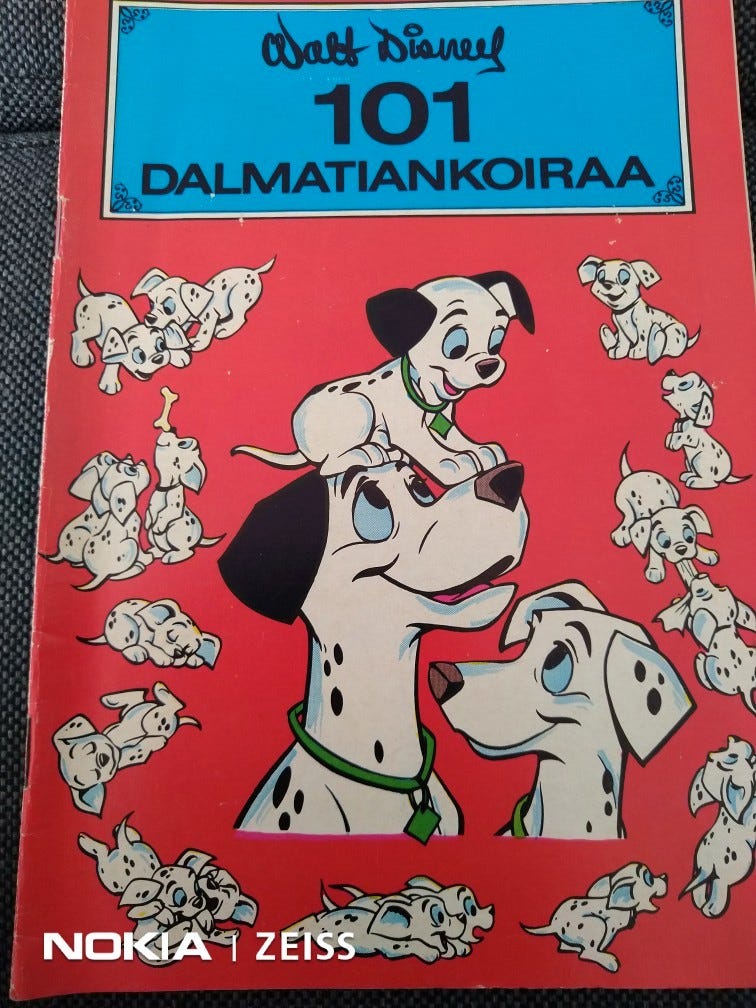 Walt Disney
101
DALMATIANKOIRAA
NOKIA | ZEISS